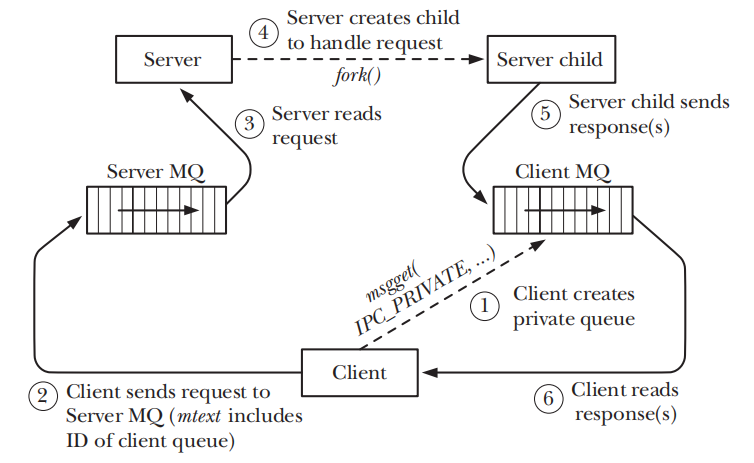 4
Server creates child
to handle request
Server
Server child
fork()
3
Server reads
request
5
Server child sends
response(s)
Server MQ
Client MQ
msgget(
IPC_PRIVATE, ...)
1
Client creates
private queue
Client
2
Client sends request to
Server MQ (mtext includes
ID of client queue)
6
Client reads
response(s)